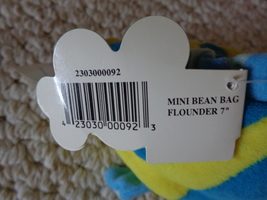 2303000092
4 23030 00092 3
MINI BEAN BAG
FLOUNDER 7"